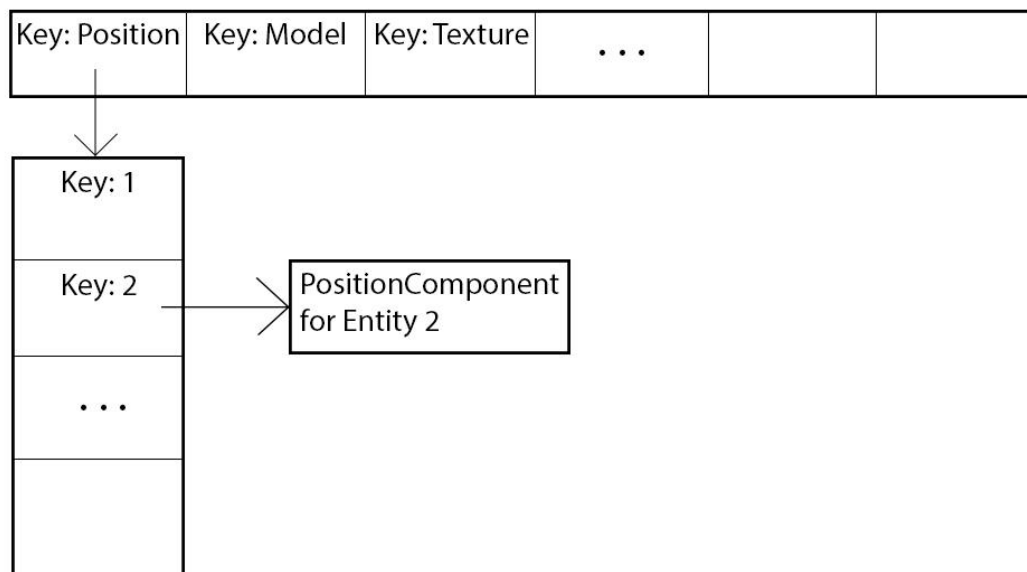 Key: Position
Key: Model
Key: Texture
...
Key: 1
Key: 2
PositionComponent
for Entity 2
...